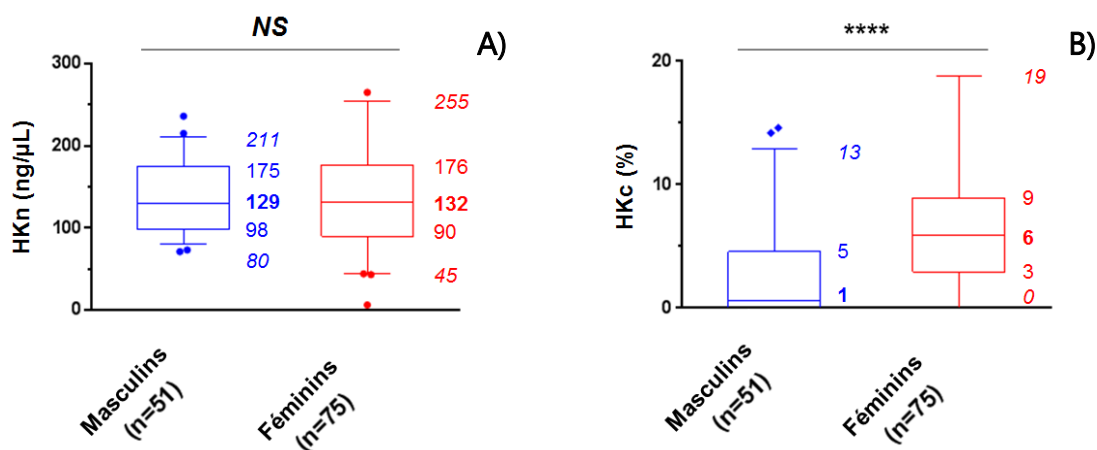 NS
A)
HKn (ng/µL)
300
200
100
0
211
175
129
98
80
255
176
132
90
45
Masculins
(n=51)
Féminins
(n=75)
****
B)
HKc (%)
20
10
0
13
5
1
19
9
6
3
0
Masculins
(n=51)
Féminins
(n=75)